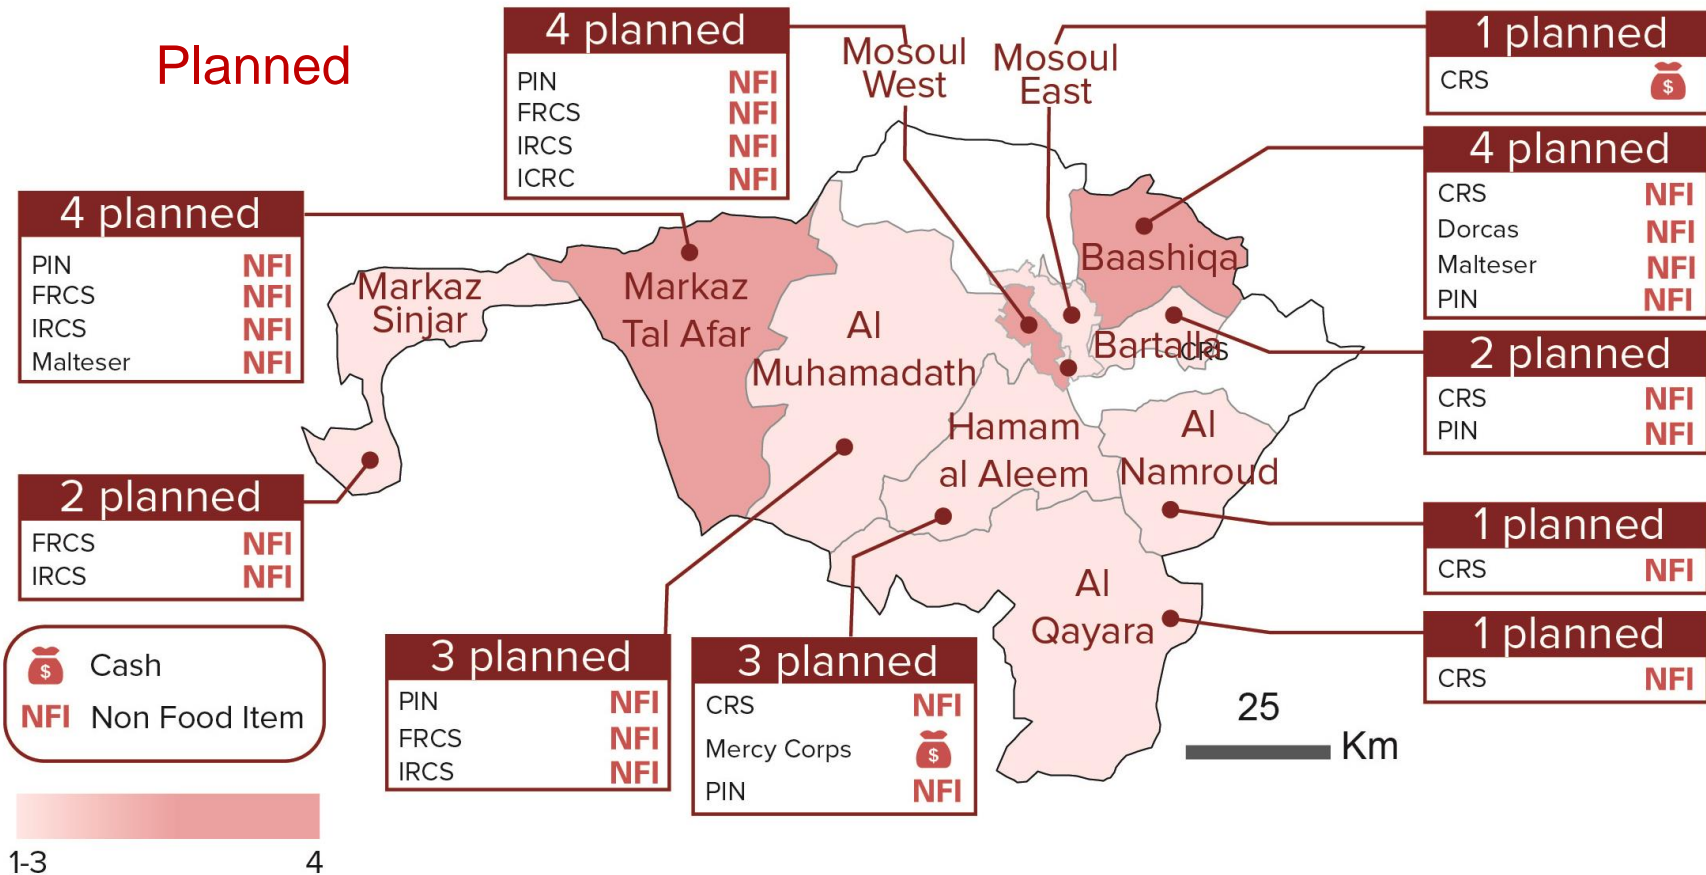 Planned
4 planned
PIN NFI
FRCS NFI
IRCS NFI
ICRC NFI
Mosoul
West
Mosoul
East
1 planned
CRS $
4 planned
CRS NFI
Dorcas NFI
Malteser NFI
PIN NFI
4 planned
PIN NFI
FRCS NFI
IRCS NFI
Malteser NFI
Markaz
Sinjar
Markaz
Tal Afar
Al
Muhamadath
Baashiqa
Bartalla
CRS
2 planned
CRS NFI
PIN NFI
Hamam
al Aleem
Al
Namroud
2 planned
FRCS NFI
IRCS NFI
1 planned
CRS NFI
Al
Qayara
1 planned
CRS NFI
3 planned
PIN NFI
FRCS NFI
IRCS NFI
3 planned
CRS NFI
Mercy Corps $
PIN NFI
$ Cash
NFI Non Food Item
25
Km
1-3 4